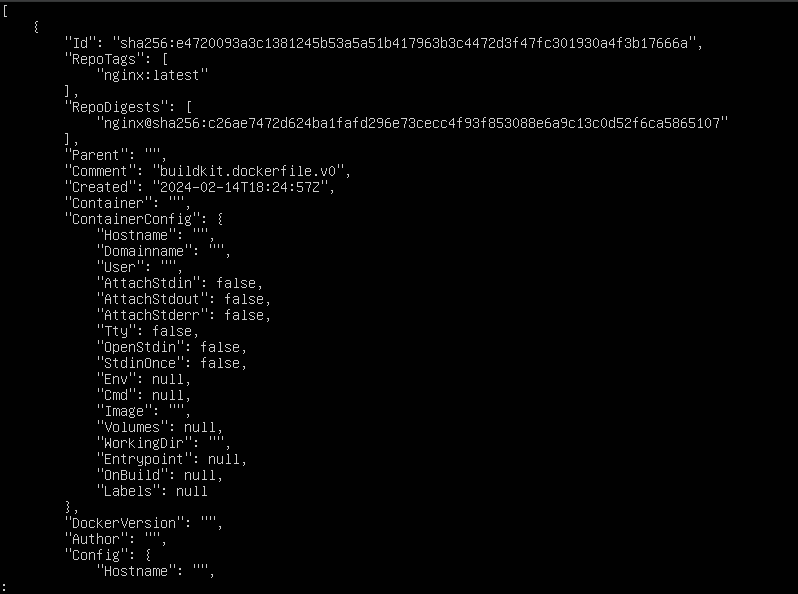 [
    {
        "Id": "sha256:e4720093a3c1381245b53a5a51b417963b3c4472d3f47fc301930a4f3b17666a",
        "RepoTags": [
            "nginx:latest"
        ],
        "RepoDigests": [
            "nginx@sha256:c26ae7472d624ba1fafd296e73cecc4f93f853088e6a9c13c0d52f6ca5865107"
        ],
        "Parent": "",
        "Comment": "buildkit.dockerfile.v0",
        "Created": "2024-02-14T18:24:57Z",
        "Container": "",
        "ContainerConfig": {
            "Hostname": "",
            "Domainname": "",
            "User": "",
            "AttachStdin": false,
            "AttachStdout": false,
            "AttachStderr": false,
            "Tty": false,
            "OpenStdin": false,
            "StdinOnce": false,
            "Env": null,
            "Cmd": null,
            "Image": "",
            "Volumes": null,
            "WorkingDir": "",
            "Entrypoint": null,
            "OnBuild": null,
            "Labels": null
        },
        "DockerVersion": "",
        "Author": "",
        "Config": {
            "Hostname": "",
: